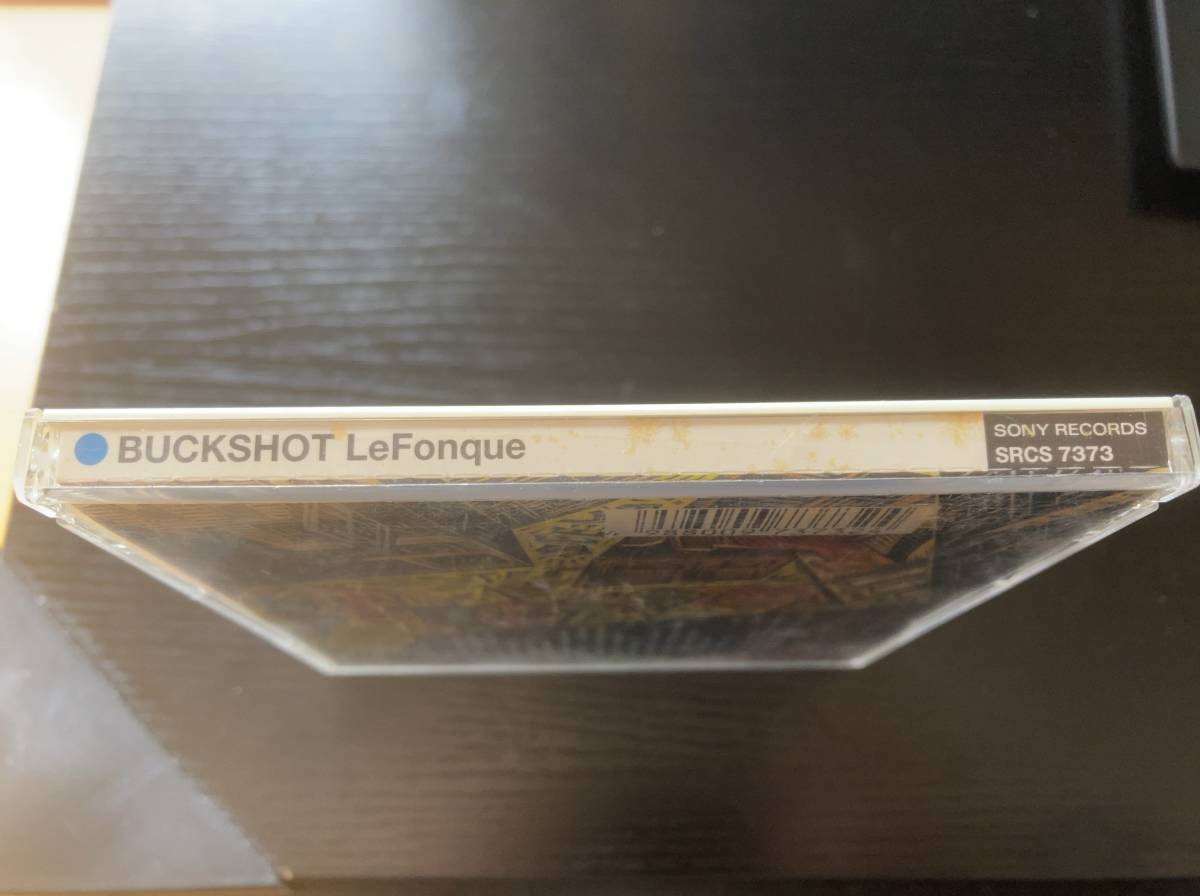 BUCKSHOT LeFonque
SONY RECORDS
SRCS 7373